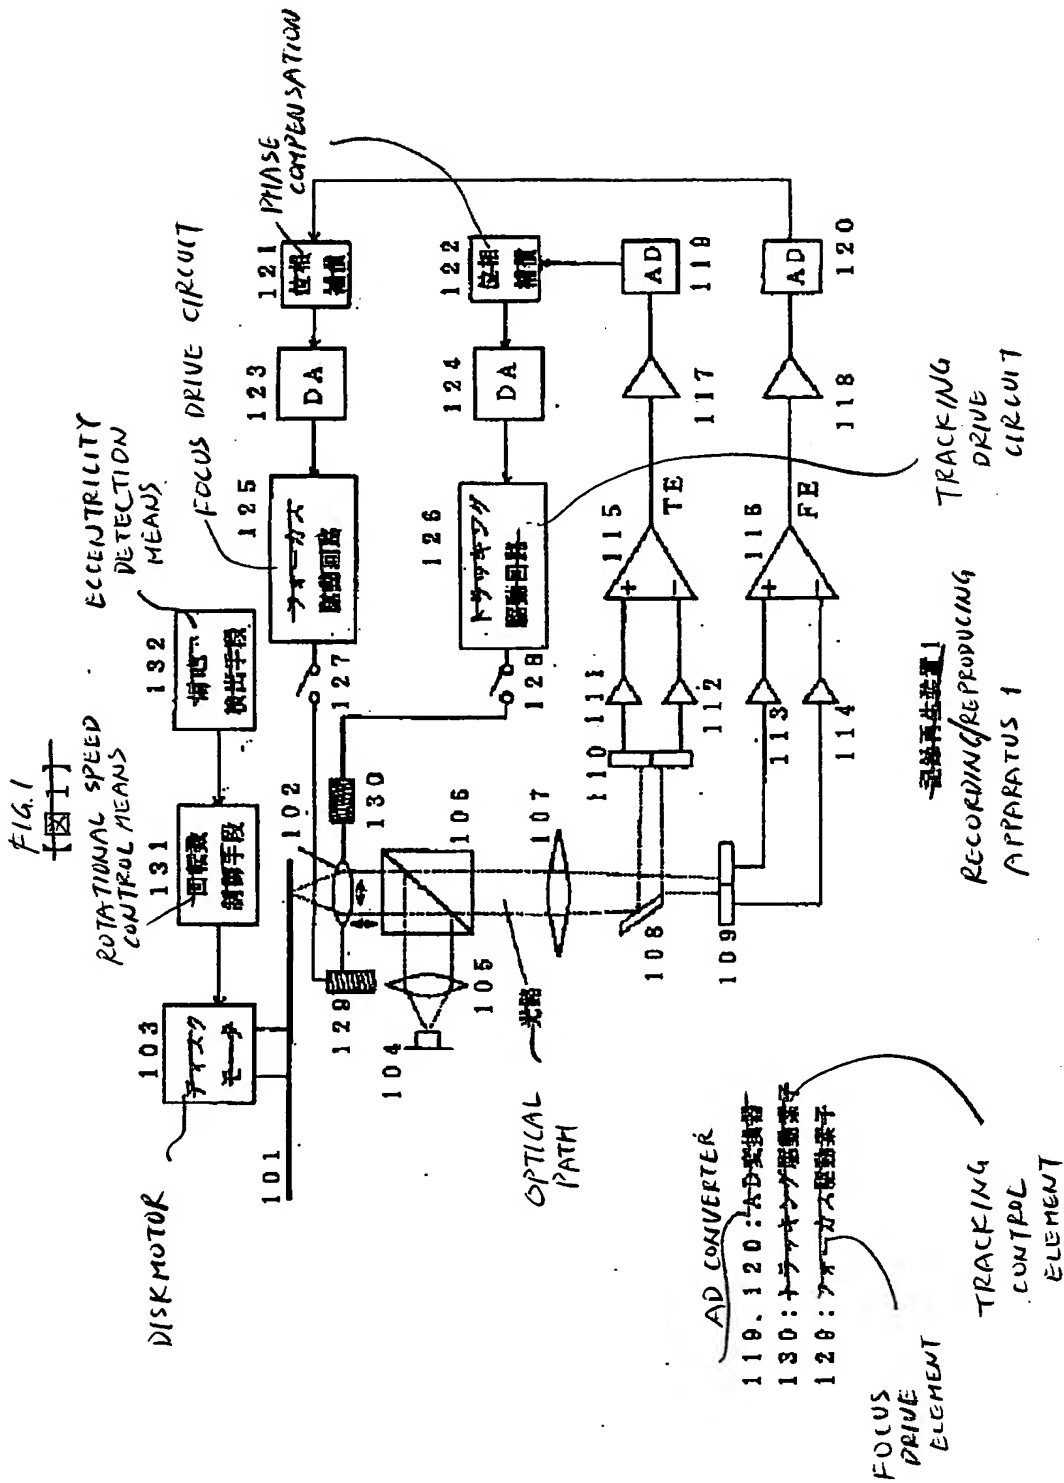 FIG.1
【図1】
ROTATIONAL SPEED
CONTROL MEANS
ECCENTRILITY
DETECTION
MEANS
FOCUS DRIVE CIRCUIT
PHASE
COMPENSATION
DISKMOTOR
103
ディスク
モータ
131
回転数
制御手段
132
検出手段
125
フォーカス
駆動回路
123
DA
121
位相
補償
101
102
127
129
130
104
105
106
107
128
126
トラッキング
駆動回路
124
DA
122
位相
補償
OPTICAL
PATH
光路
108
109
110
111
112
113
114
115
+
-
TE
116
+
-
FE
117
118
AD
119
AD
120
TRACKING
DRIVE
CIRCUIT
記録再生装置1
RECORDING/REPRODUCING
APPARATUS 1
AD CONVERTER
119.120:AD変換器
130:トラッキング駆動素子
129:フォーカス駆動素子
FOCUS
DRIVE
ELEMENT
TRACKING
CONTROL
ELEMENT